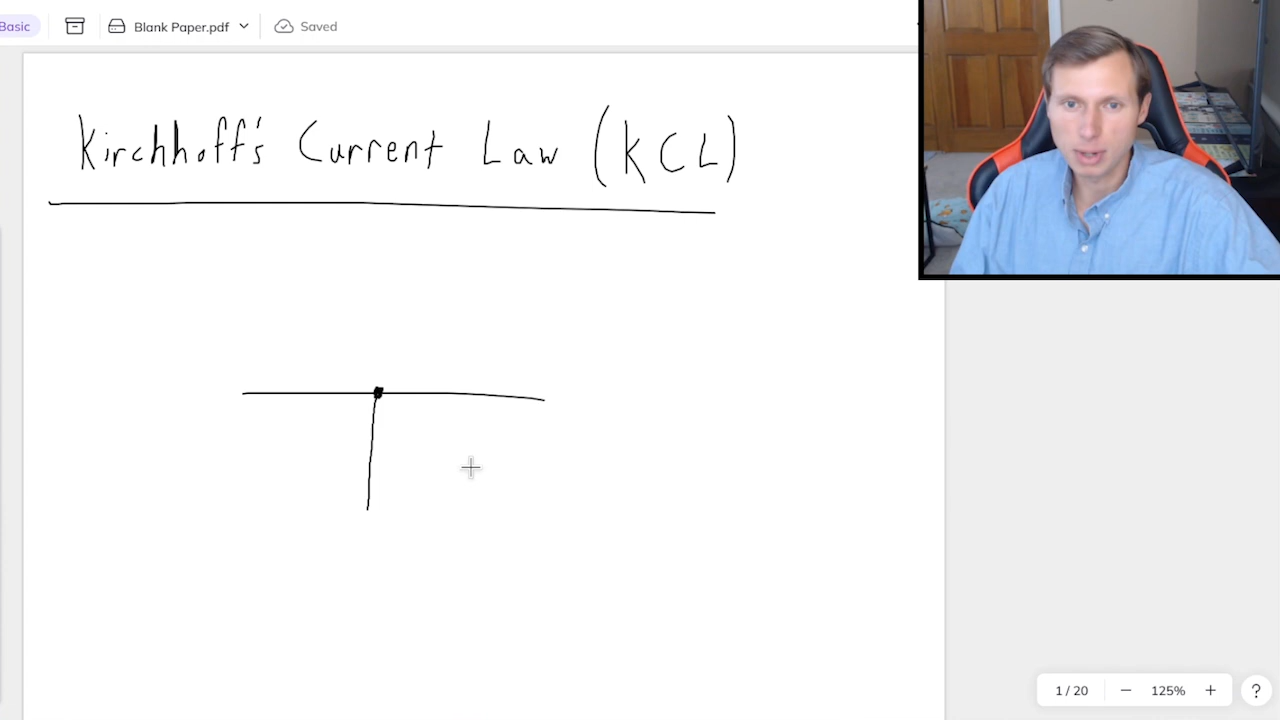 Basic Blank Paper.pdf Saved
Kirchhoff's Current Law (KCL)
1 / 20 − 125% + ?